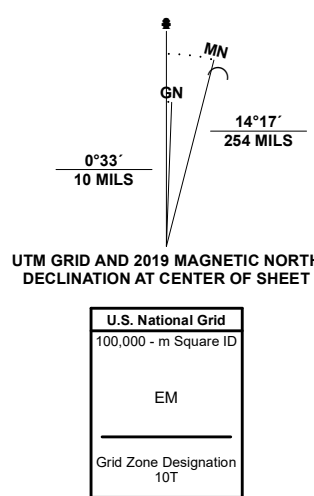 MN
GN
14°17´
254 MILS
0°33´
10 MILS
UTM GRID AND 2019 MAGNETIC NORTH
DECLINATION AT CENTER OF SHEET
U.S. National Grid
100,000 - m Square ID
EM
Grid Zone Designation
10T